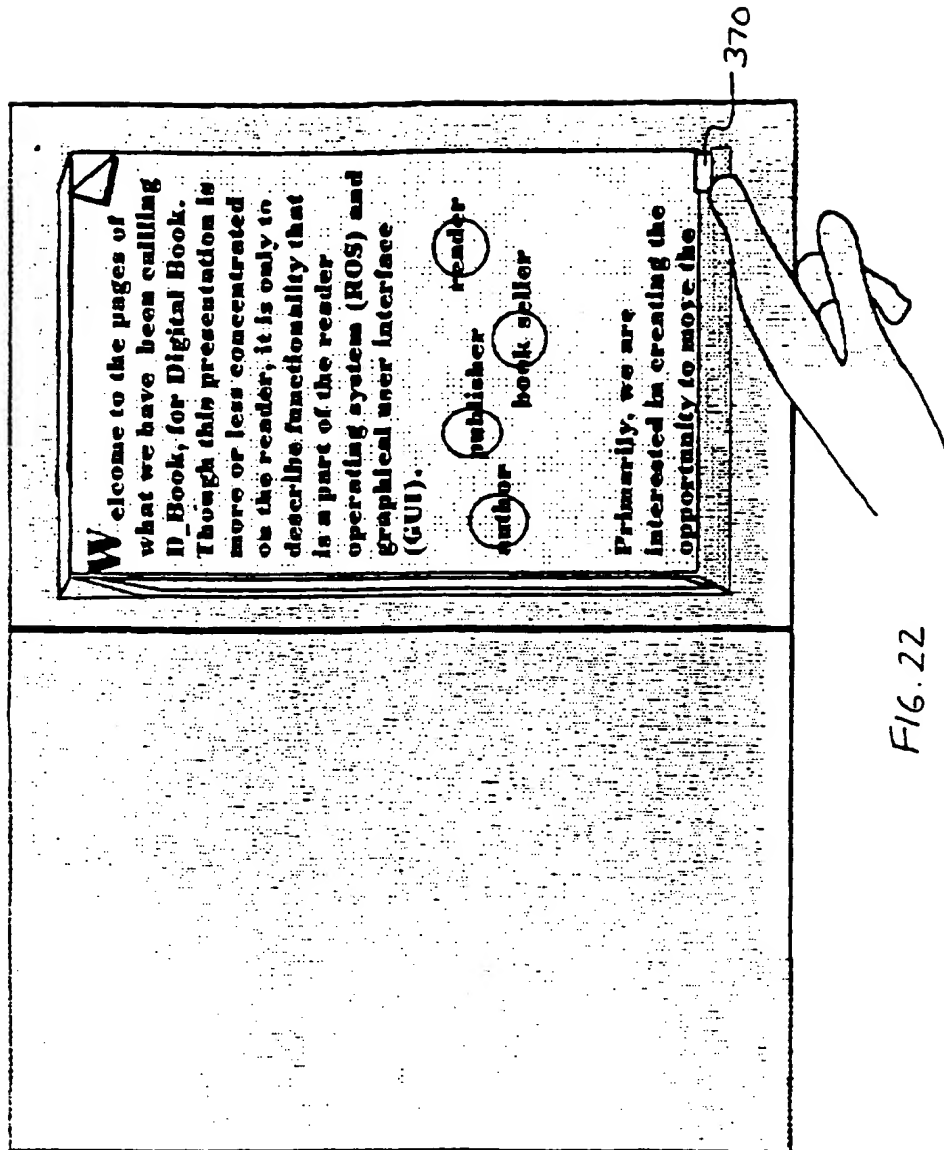 Welcome to the pages of
what we have been calling
D_Book, for Digital Book.
Though this presentation is
more or less concentrated
on the reader, it is only to
describe functionality that
is a part of the reader
operating system (ROS) and
graphical user interface
(GUI).
author
publisher
book seller
reader
Primarily, we are
interested in creating the
opportunity to move the
370
FIG. 22